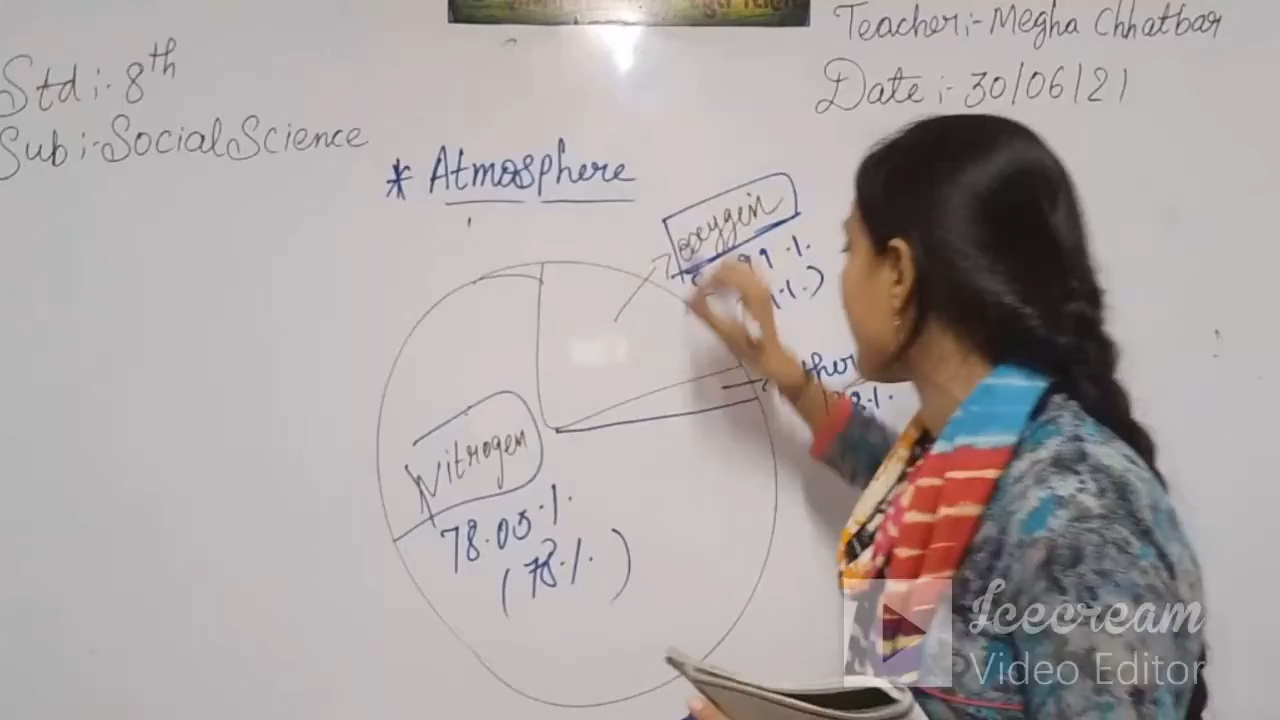 Teacher:- Megha Chhatbar
Date:- 30/06/21
Std:- 8th
Sub:- Social Science
* Atmosphere
oxygen
Nitrogen
78.03%
(78%)
Icecream
Video Editor